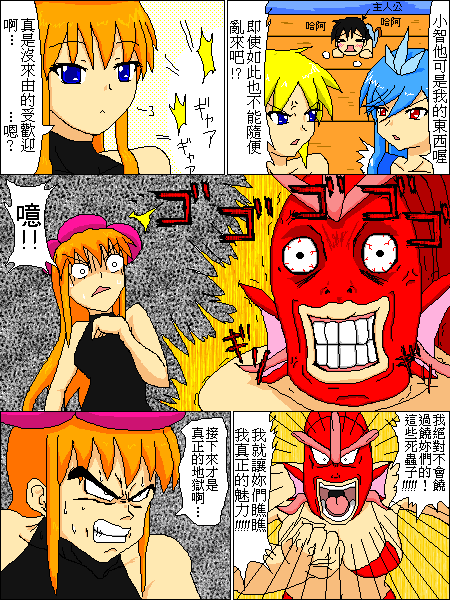 主人公
哈阿
哈阿
小智他可是我的東西喔
即使如此也不能隨便
亂來吧!?
ギャア
ギャア
真是沒來由的受歡迎
啊…　…嗯？
ゴゴゴゴ
噫!!
ギギ
我絕對不會饒
過饒妳們的！
這些死蟲子!!!!!
我就讓妳們瞧瞧
我真正的魅力!!!!!
接下來才是
真正的地獄啊…